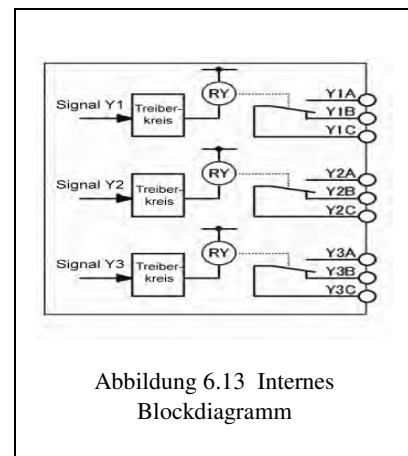 Signal Y1
Treiber-
kreis
RY
Y1A
Y1B
Y1C
Signal Y2
Treiber-
kreis
RY
Y2A
Y2B
Y2C
Signal Y3
Treiber-
kreis
RY
Y3A
Y3B
Y3C
Abbildung 6.13 Internes
Blockdiagramm